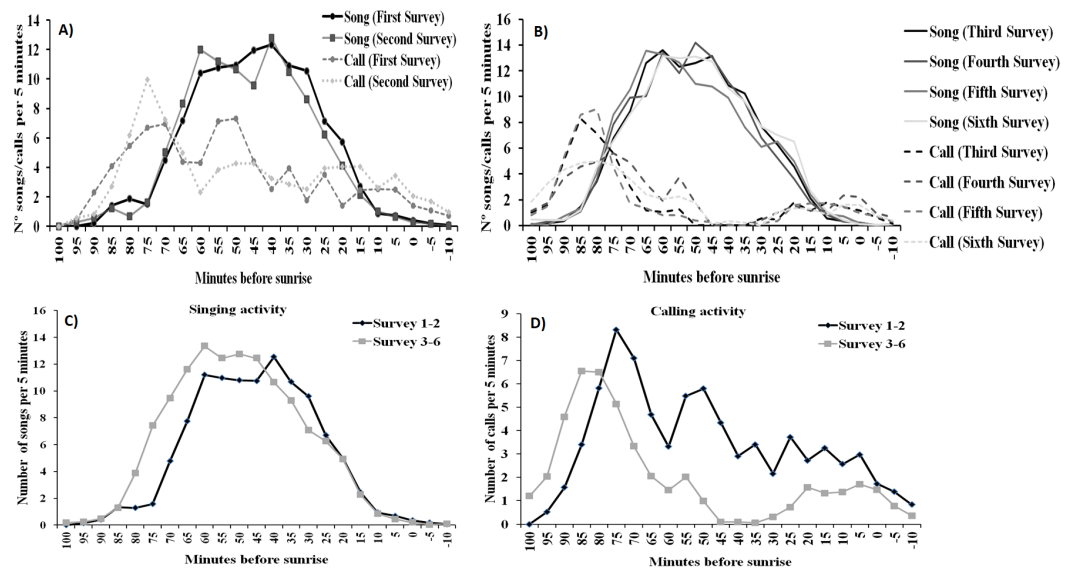 A)
14
12
10
8
6
4
2
0
N° songs/calls per 5 minutes
Song (First Survey)
Song (Second Survey)
Call (First Survey)
Call (Second Survey)
100 95 90 85 80 75 70 65 60 55 50 45 40 35 30 25 20 15 10 5 0 -5 -10
Minutes before sunrise
B)
16
14
12
10
8
6
4
2
0
N° songs/calls per 5 minutes
100 95 90 85 80 75 70 65 60 55 50 45 40 35 30 25 20 15 10 5 0 -5 -10
Minutes before sunrise
Song (Third Survey)
Song (Fourth Survey)
Song (Fifth Survey)
Song (Sixth Survey)
Call (Third Survey)
Call (Fourth Survey)
Call (Fifth Survey)
Call (Sixth Survey)
Singing activity
C)
16
14
12
10
8
6
4
2
0
Number of songs per 5 minutes
Survey 1-2
Survey 3-6
100 95 90 85 80 75 70 65 60 55 50 45 40 35 30 25 20 15 10 5 0 -5 -10
Minutes before sunrise
Calling activity
D)
9
8
7
6
5
4
3
2
1
0
Number of calls per 5 minutes
Survey 1-2
Survey 3-6
100 95 90 85 80 75 70 65 60 55 50 45 40 35 30 25 20 15 10 5 0 -5 -10
Minutes before sunrise